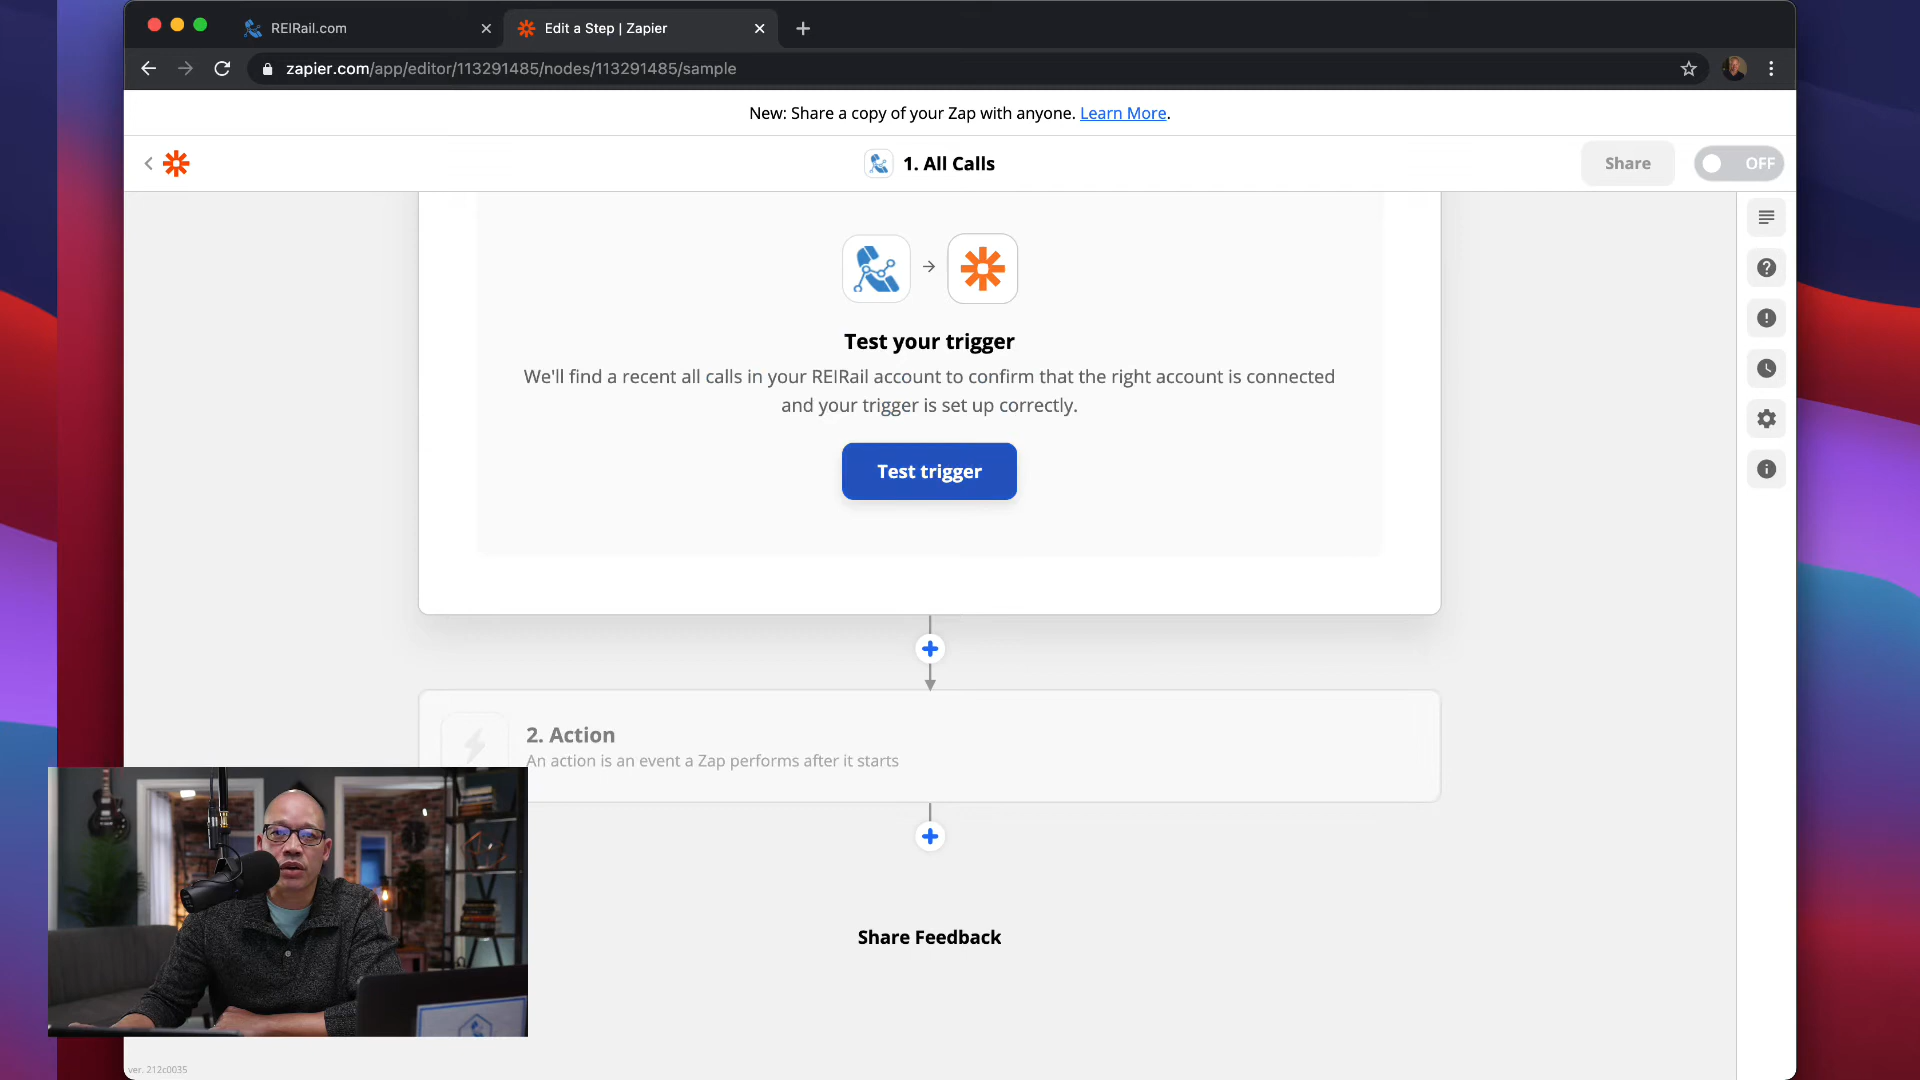 REIRail.com
Edit a Step | Zapier
zapier.com/app/editor/113291485/nodes/113291485/sample
New: Share a copy of your Zap with anyone. Learn More.
1. All Calls
Share
OFF
Test your trigger
We'll find a recent all calls in your REIRail account to confirm that the right account is connected
and your trigger is set up correctly.
Test trigger
2. Action
An action is an event a Zap performs after it starts
Share Feedback
ver. 212c0035